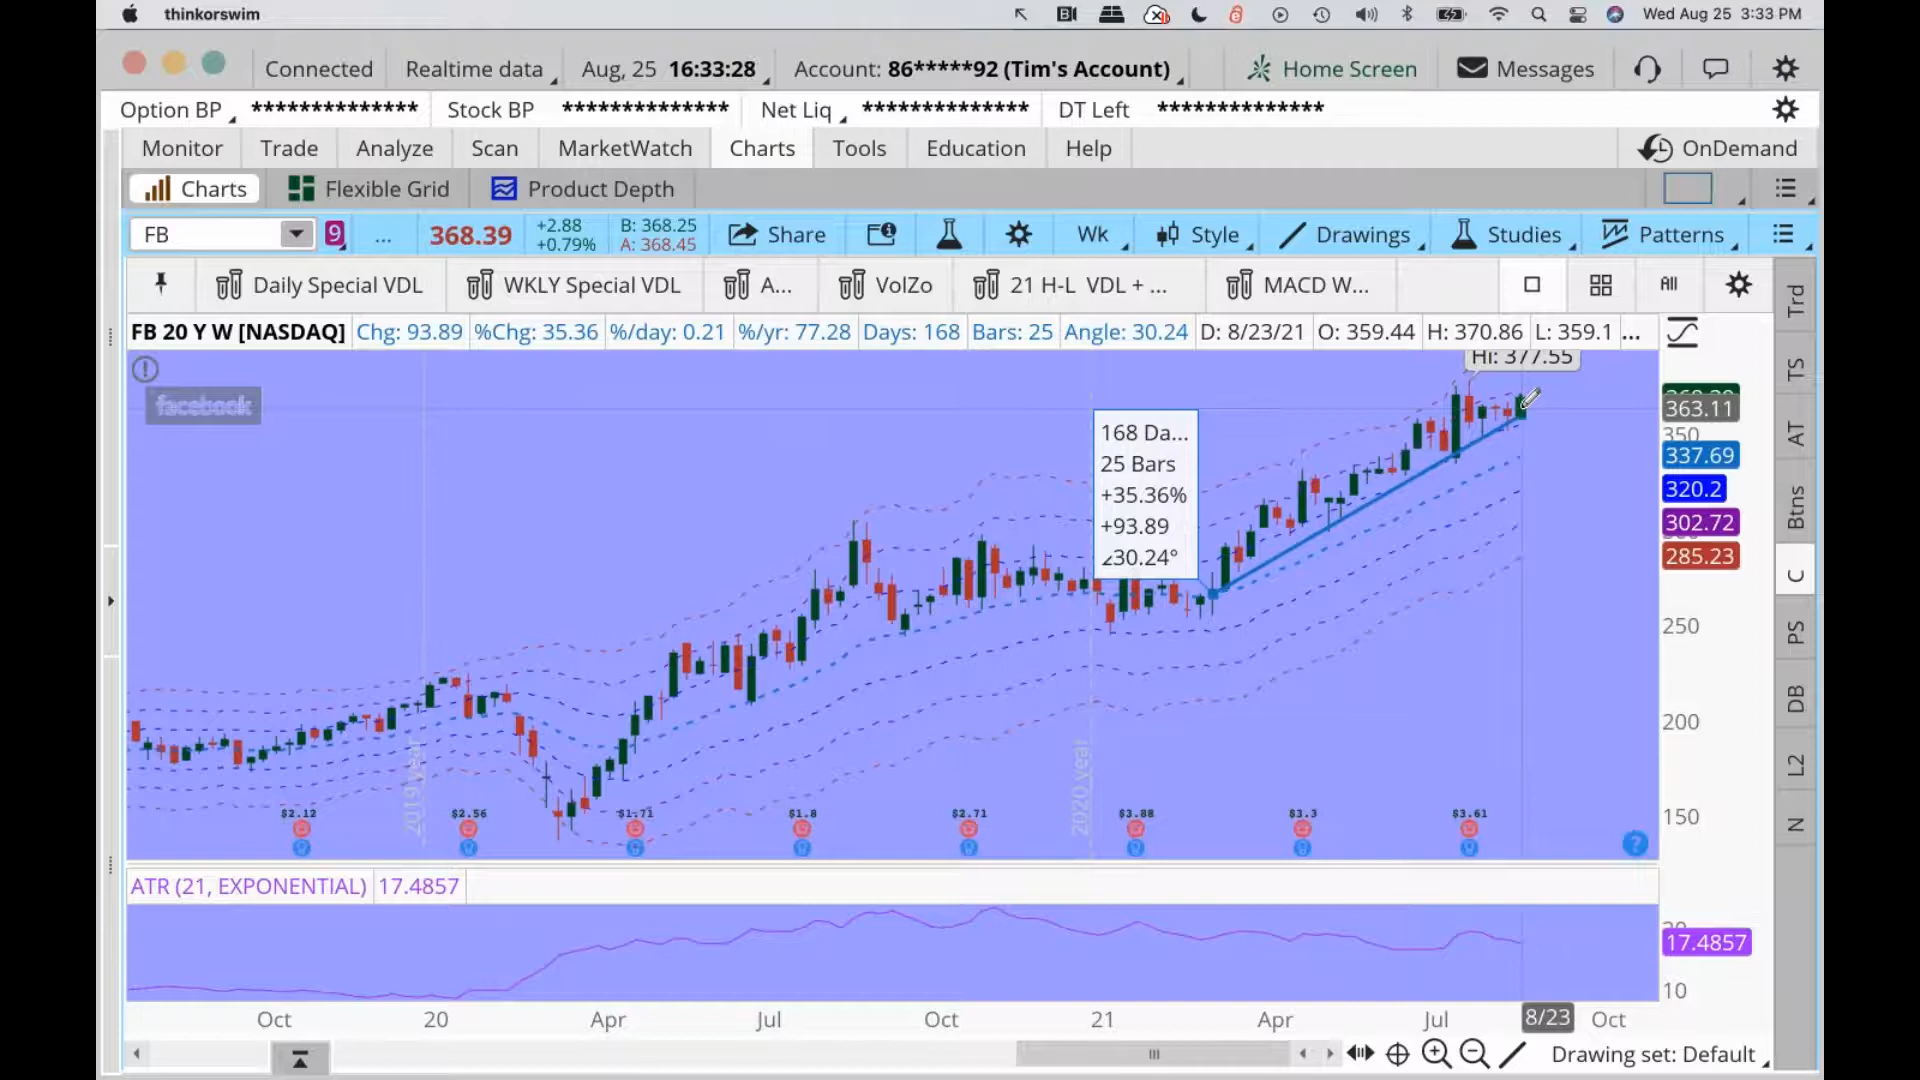 thinkorswim
Wed Aug 25 3:33 PM
Connected Realtime data Aug, 25 16:33:28 Account: 86*****92 (Tim's Account) Home Screen Messages
Option BP ************** Stock BP ************** Net Liq ************** DT Left **************
Monitor Trade Analyze Scan MarketWatch Charts Tools Education Help OnDemand
Charts Flexible Grid Product Depth
FB 9 ... 368.39 +2.88 B: 368.25 Share Wk Style Drawings Studies Patterns
+0.79% A: 368.45
Daily Special VDL WKLY Special VDL A... VolZo 21 H-L VDL + ... MACD W... All
FB 20 Y W [NASDAQ] Chg: 93.89 %Chg: 35.36 %/day: 0.21 %/yr: 77.28 Days: 168 Bars: 25 Angle: 30.24 D: 8/23/21 O: 359.44 H: 370.86 L: 359.1 ...
Hi: 377.55
facebook
168 Da...
25 Bars
+35.36%
+93.89
∠30.24°
363.11
350
337.69
320.2
302.72
285.23
250
200
150
2019 year
2020 year
$2.12 $2.56 $1.71 $1.8 $2.71 $3.88 $3.3 $3.61
?
ATR (21, EXPONENTIAL) 17.4857
17.4857
10
Oct 20 Apr Jul Oct 21 Apr Jul 8/23 Oct
Drawing set: Default
Trd
TS
AT
Btns
C
PS
DB
L2
N